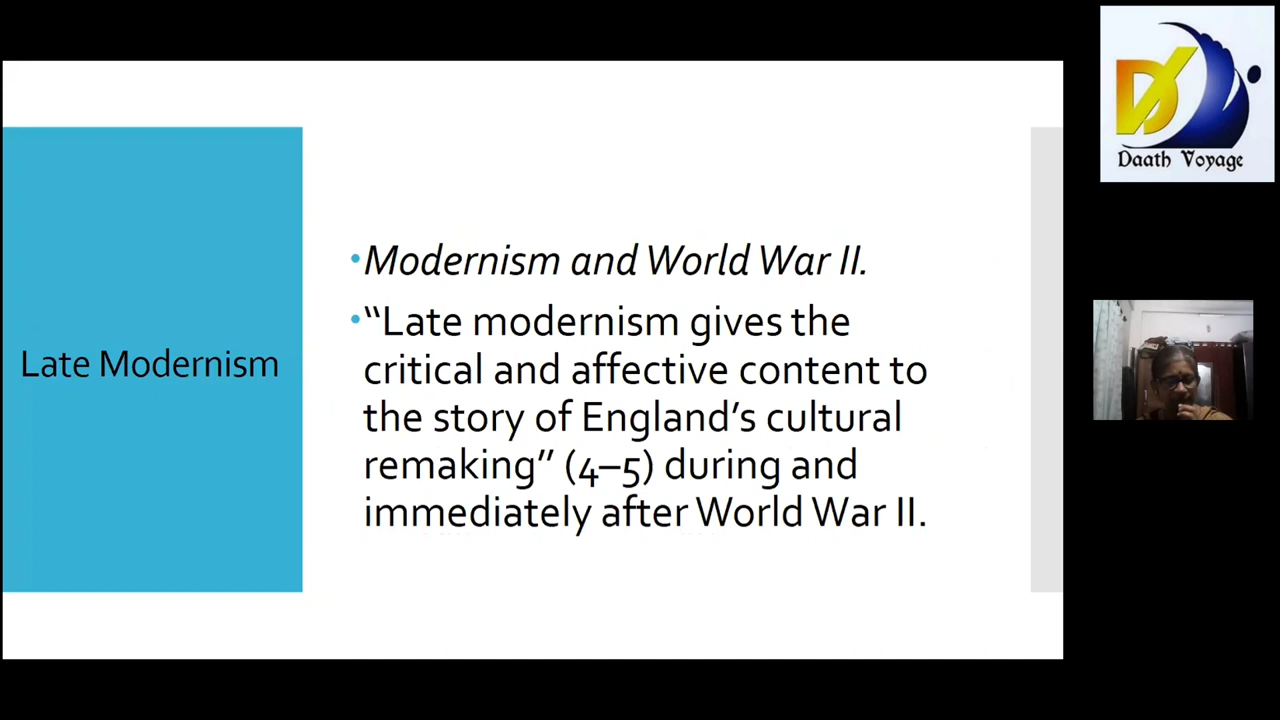 Daath Voyage
Late Modernism
•Modernism and World War II.
•“Late modernism gives the
critical and affective content to
the story of England’s cultural
remaking” (4–5) during and
immediately after World War II.